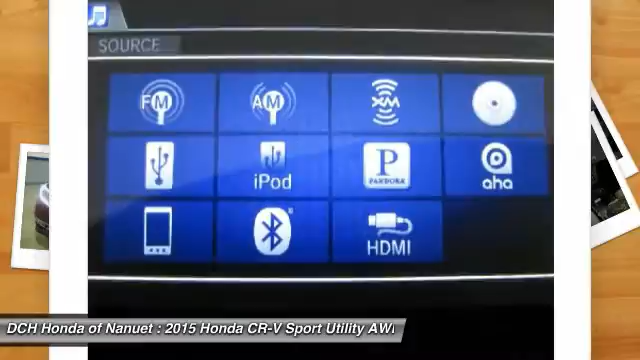 SOURCE
FM
AM
XM
iPod
P
PANDORA
aha
HDMI
DCH Honda of Nanuet : 2015 Honda CR-V Sport Utility AW